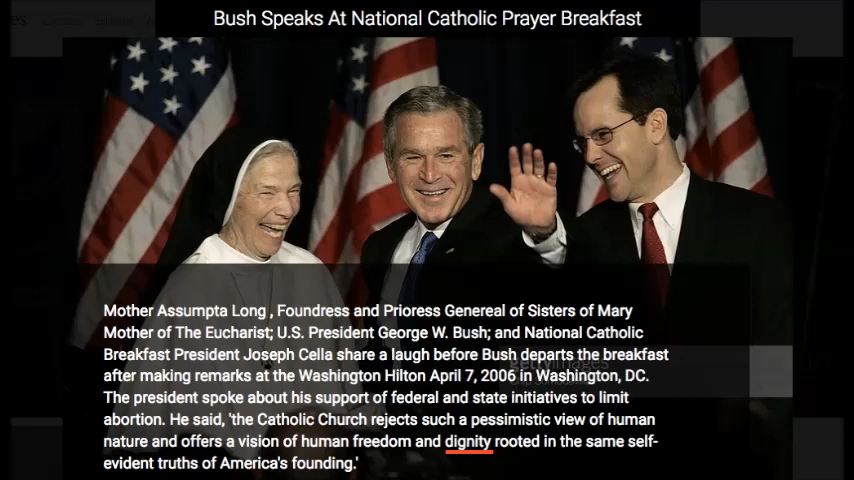 Bush Speaks At National Catholic Prayer Breakfast
Mother Assumpta Long , Foundress and Prioress Genereal of Sisters of Mary
Mother of The Eucharist; U.S. President George W. Bush; and National Catholic
Breakfast President Joseph Cella share a laugh before Bush departs the breakfast
after making remarks at the Washington Hilton April 7, 2006 in Washington, DC.
The president spoke about his support of federal and state initiatives to limit
abortion. He said, 'the Catholic Church rejects such a pessimistic view of human
nature and offers a vision of human freedom and dignity rooted in the same self-
evident truths of America's founding.'
gettyimages